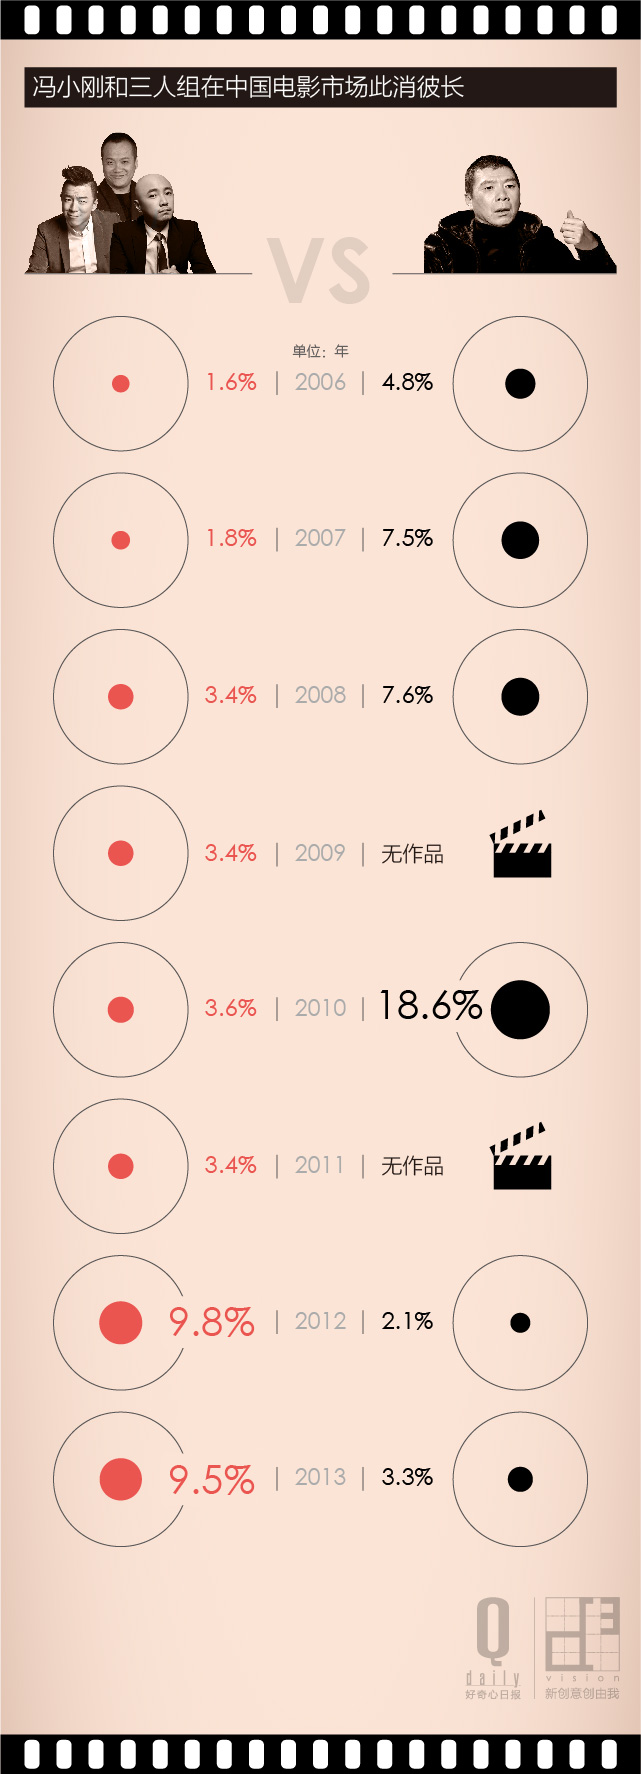 冯小刚和三人组在中国电影市场此消彼长
VS
单位：年
1.6% | 2006 | 4.8%
1.8% | 2007 | 7.5%
3.4% | 2008 | 7.6%
3.4% | 2009 | 无作品
3.6% | 2010 | 18.6%
3.4% | 2011 | 无作品
9.8% | 2012 | 2.1%
9.5% | 2013 | 3.3%
Q
daily
好奇心日报
d3
vision
新创意创由我